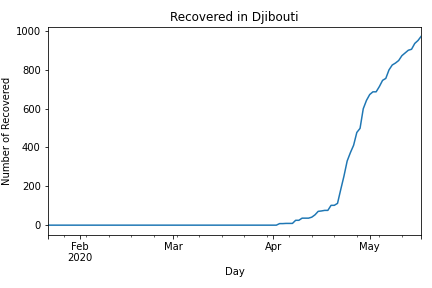 Recovered in Djibouti
Number of Recovered
1000
800
600
400
200
0
Feb
2020
Mar
Apr
May
Day